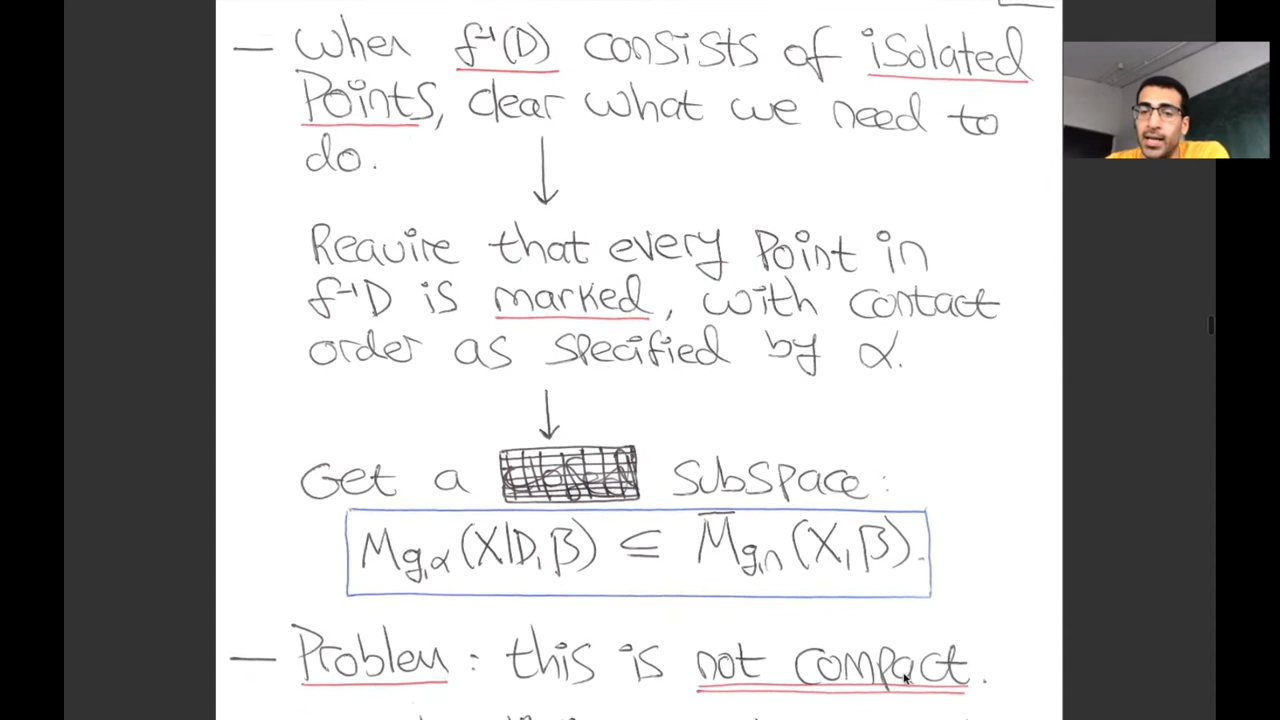 — When f⁻¹(D) consists of isolated
Points, clear what we need to
do.
Require that every Point in
f⁻¹D is marked, with contact
order as specified by α.
Get a subspace:
M_{g,α}(X|D,β) ⊆ M̅_{g,n}(X,β).
— Problem: this is not compact.